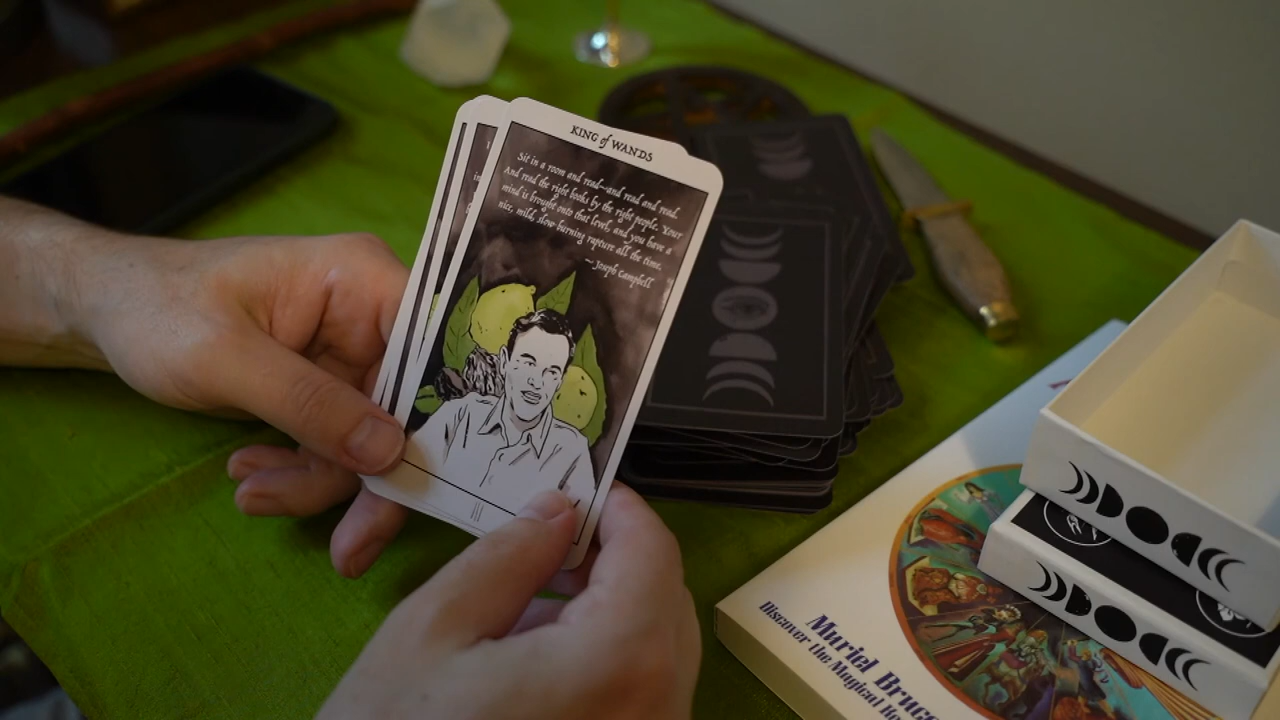 KING of WANDS
Sit in a room and read—and read and read.
And read the right books by the right people. Your
mind is brought onto that level, and you have a
nice, mild, slow-burning rapture all the time.
— Joseph Campbell
Muriel Bruce
Discover the Magical